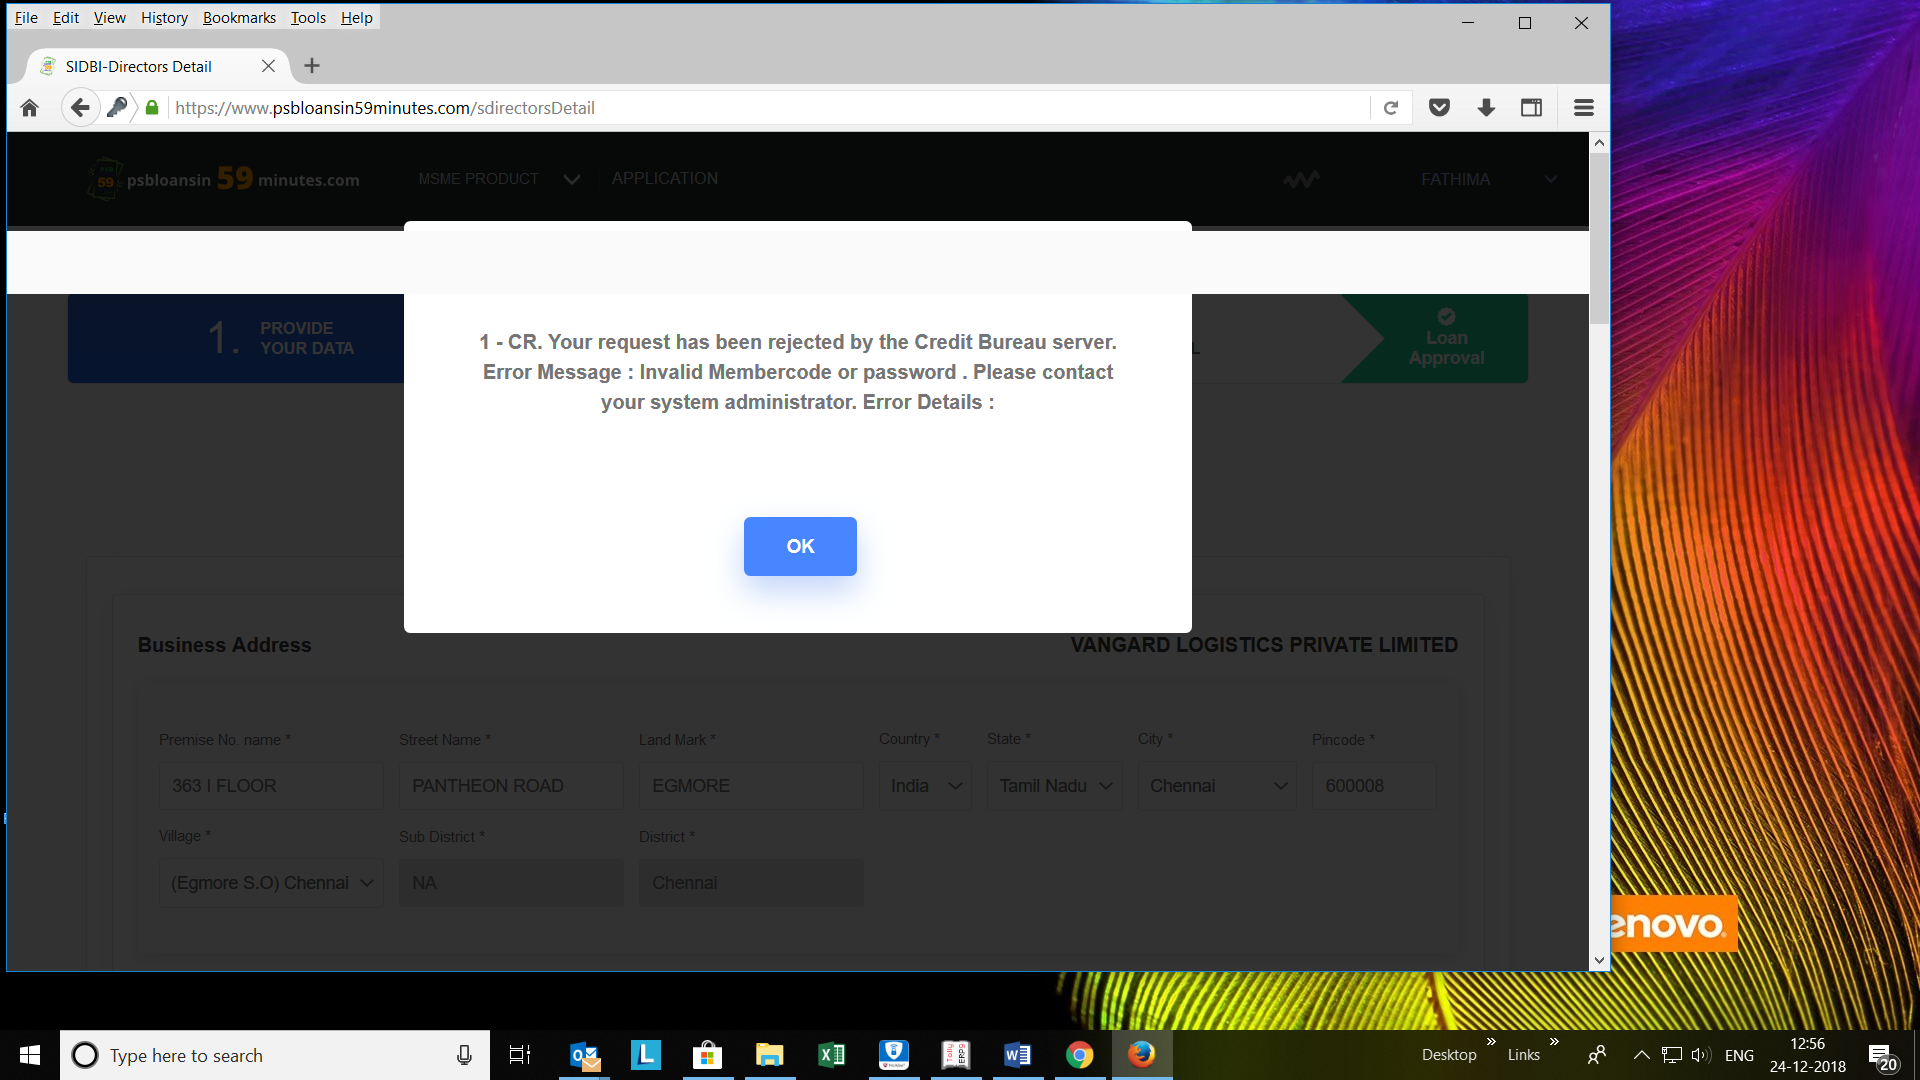 File Edit View History Bookmarks Tools Help
SIDBI-Directors Detail
https://www.psbloansin59minutes.com/sdirectorsDetail
59 psbloansin 59 minutes.com MSME PRODUCT APPLICATION FATHIMA
1. PROVIDE
YOUR DATA
Loan
Approval
1 - CR. Your request has been rejected by the Credit Bureau server.
Error Message : Invalid Membercode or password . Please contact
your system administrator. Error Details :
OK
Business Address VANGARD LOGISTICS PRIVATE LIMITED
Premise No. name * Street Name * Land Mark * Country * State * City * Pincode *
363 I FLOOR PANTHEON ROAD EGMORE India Tamil Nadu Chennai 600008
Village * Sub District * District *
(Egmore S.O) Chennai NA Chennai
enovo.
Type here to search
Desktop Links ENG
12:56
24-12-2018
20